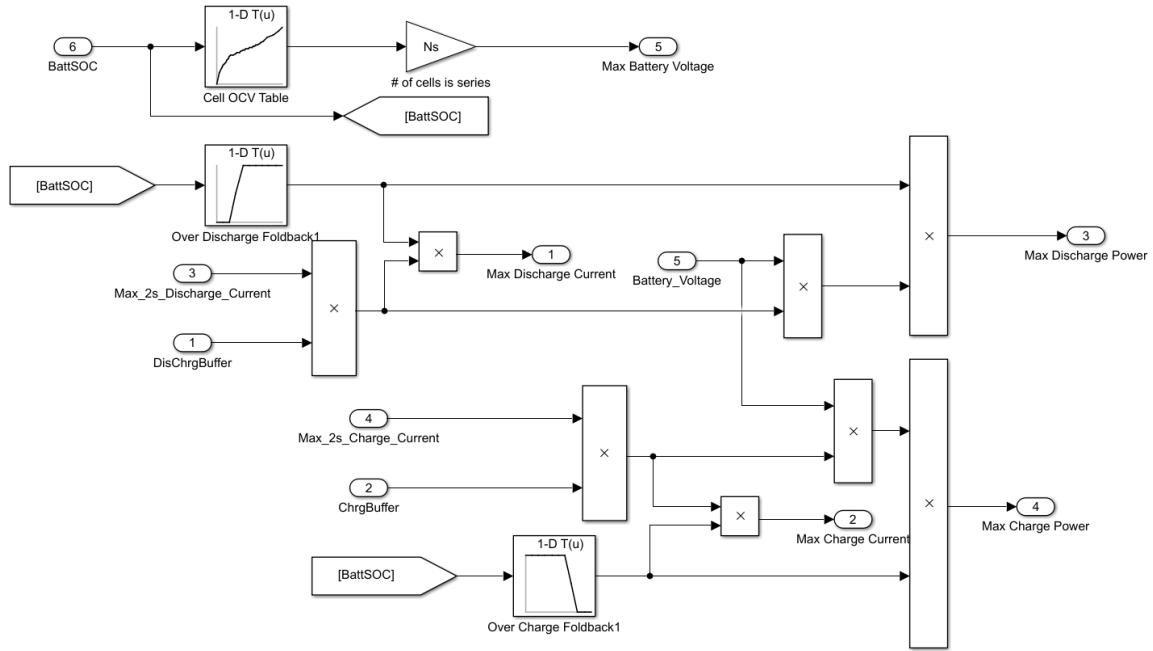 1-D T(u)
6
BattSOC
Cell OCV Table
Ns
# of cells is series
5
Max Battery Voltage
[BattSOC]
1-D T(u)
[BattSOC]
Over Discharge Foldback1
3
Max_2s_Discharge_Current
1
DisChrgBuffer
×
×
1
Max Discharge Current
5
Battery_Voltage
×
×
3
Max Discharge Power
4
Max_2s_Charge_Current
2
ChrgBuffer
×
×
×
2
Max Charge Current
×
4
Max Charge Power
1-D T(u)
[BattSOC]
Over Charge Foldback1